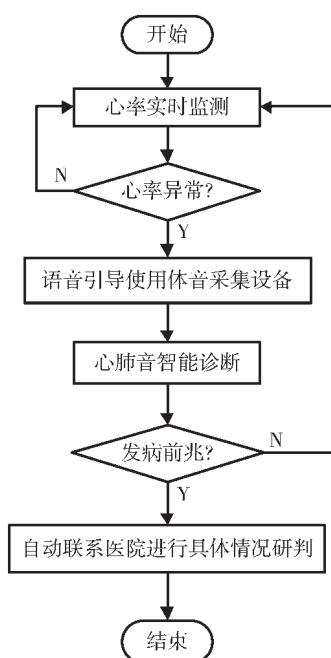 开始
心率实时监测
心率异常?
N
Y
语音引导使用体音采集设备
心肺音智能诊断
发病前兆?
N
Y
自动联系医院进行具体情况研判
结束